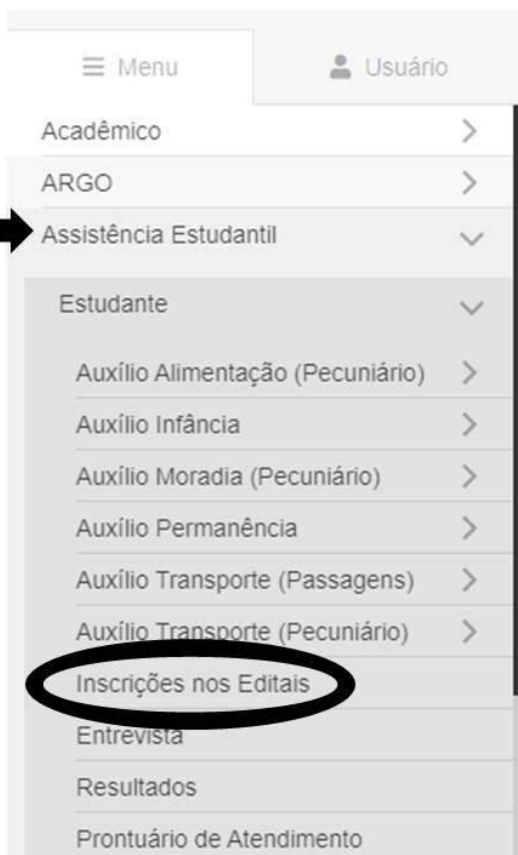 Menu
Usuário
Acadêmico
ARGO
Assistência Estudantil
Estudante
Auxílio Alimentação (Pecuniário)
Auxílio Infância
Auxílio Moradia (Pecuniário)
Auxílio Permanência
Auxílio Transporte (Passagens)
Auxílio Transporte (Pecuniário)
Inscrições nos Editais
Entrevista
Resultados
Prontuário de Atendimento